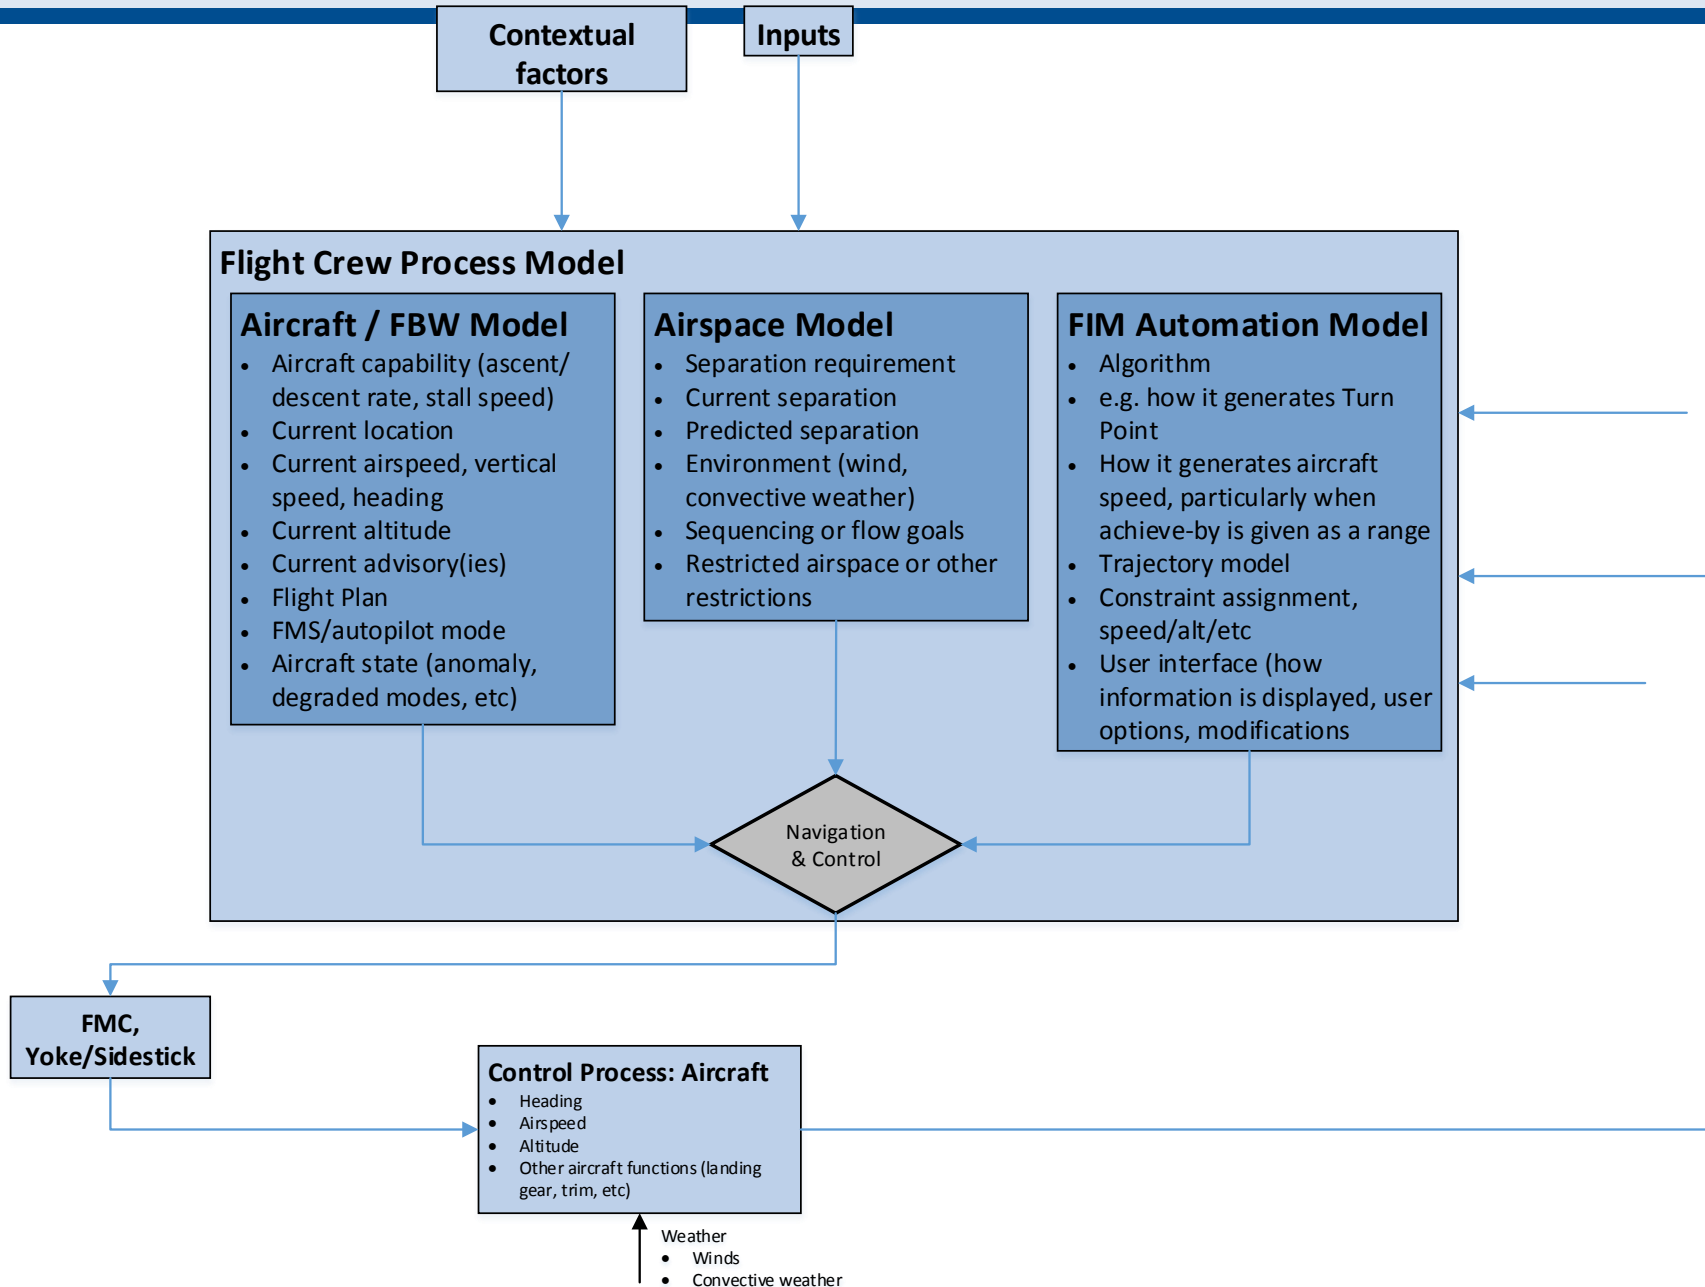 Contextual
factors
Inputs
Flight Crew Process Model
Aircraft / FBW Model
• Aircraft capability (ascent/
descent rate, stall speed)
• Current location
• Current airspeed, vertical
speed, heading
• Current altitude
• Current advisory(ies)
• Flight Plan
• FMS/autopilot mode
• Aircraft state (anomaly,
degraded modes, etc)
Airspace Model
• Separation requirement
• Current separation
• Predicted separation
• Environment (wind,
convective weather)
• Sequencing or flow goals
• Restricted airspace or other
restrictions
FIM Automation Model
• Algorithm
• e.g. how it generates Turn
Point
• How it generates aircraft
speed, particularly when
achieve-by is given as a range
• Trajectory model
• Constraint assignment,
speed/alt/etc
• User interface (how
information is displayed, user
options, modifications
Navigation
& Control
FMC,
Yoke/Sidestick
Control Process: Aircraft
• Heading
• Airspeed
• Altitude
• Other aircraft functions (landing
gear, trim, etc)
Weather
• Winds
• Convective weather